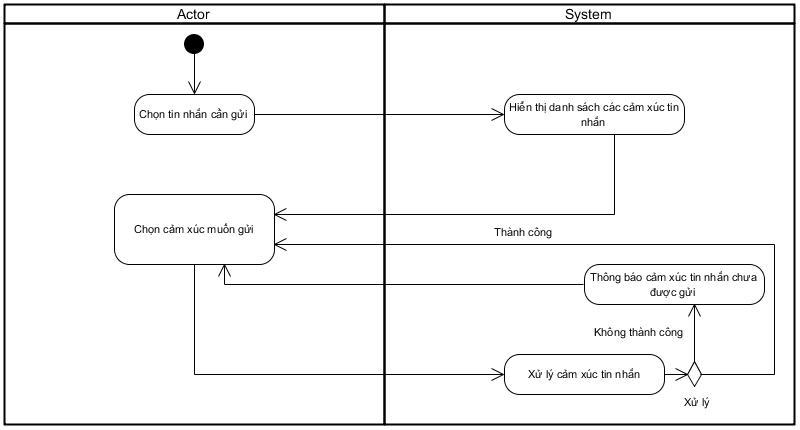 Actor
System
Chọn tin nhắn cần gửi
Hiển thị danh sách các cảm xúc tin
nhắn
Chọn cảm xúc muốn gửi
Thành công
Thông báo cảm xúc tin nhắn chưa
được gửi
Không thành công
Xử lý cảm xúc tin nhắn
Xử lý